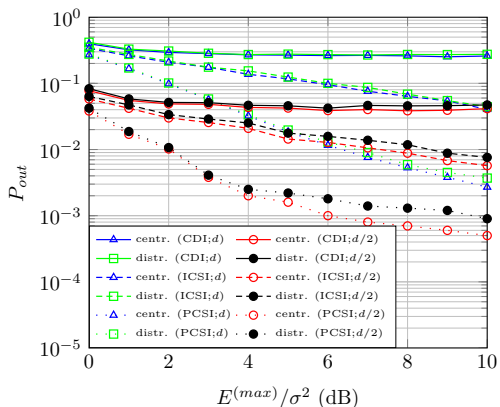 10^0
10^{-1}
10^{-2}
10^{-3}
10^{-4}
10^{-5}
P_{out}
centr. (CDI;d) centr. (CDI;d/2)
distr. (CDI;d) distr. (CDI;d/2)
centr. (ICSI;d) centr. (ICSI;d/2)
distr. (ICSI;d) distr. (ICSI;d/2)
centr. (PCSI;d) centr. (PCSI;d/2)
distr. (PCSI;d) distr. (PCSI;d/2)
0 2 4 6 8 10
E^{(max)}/σ^2 (dB)